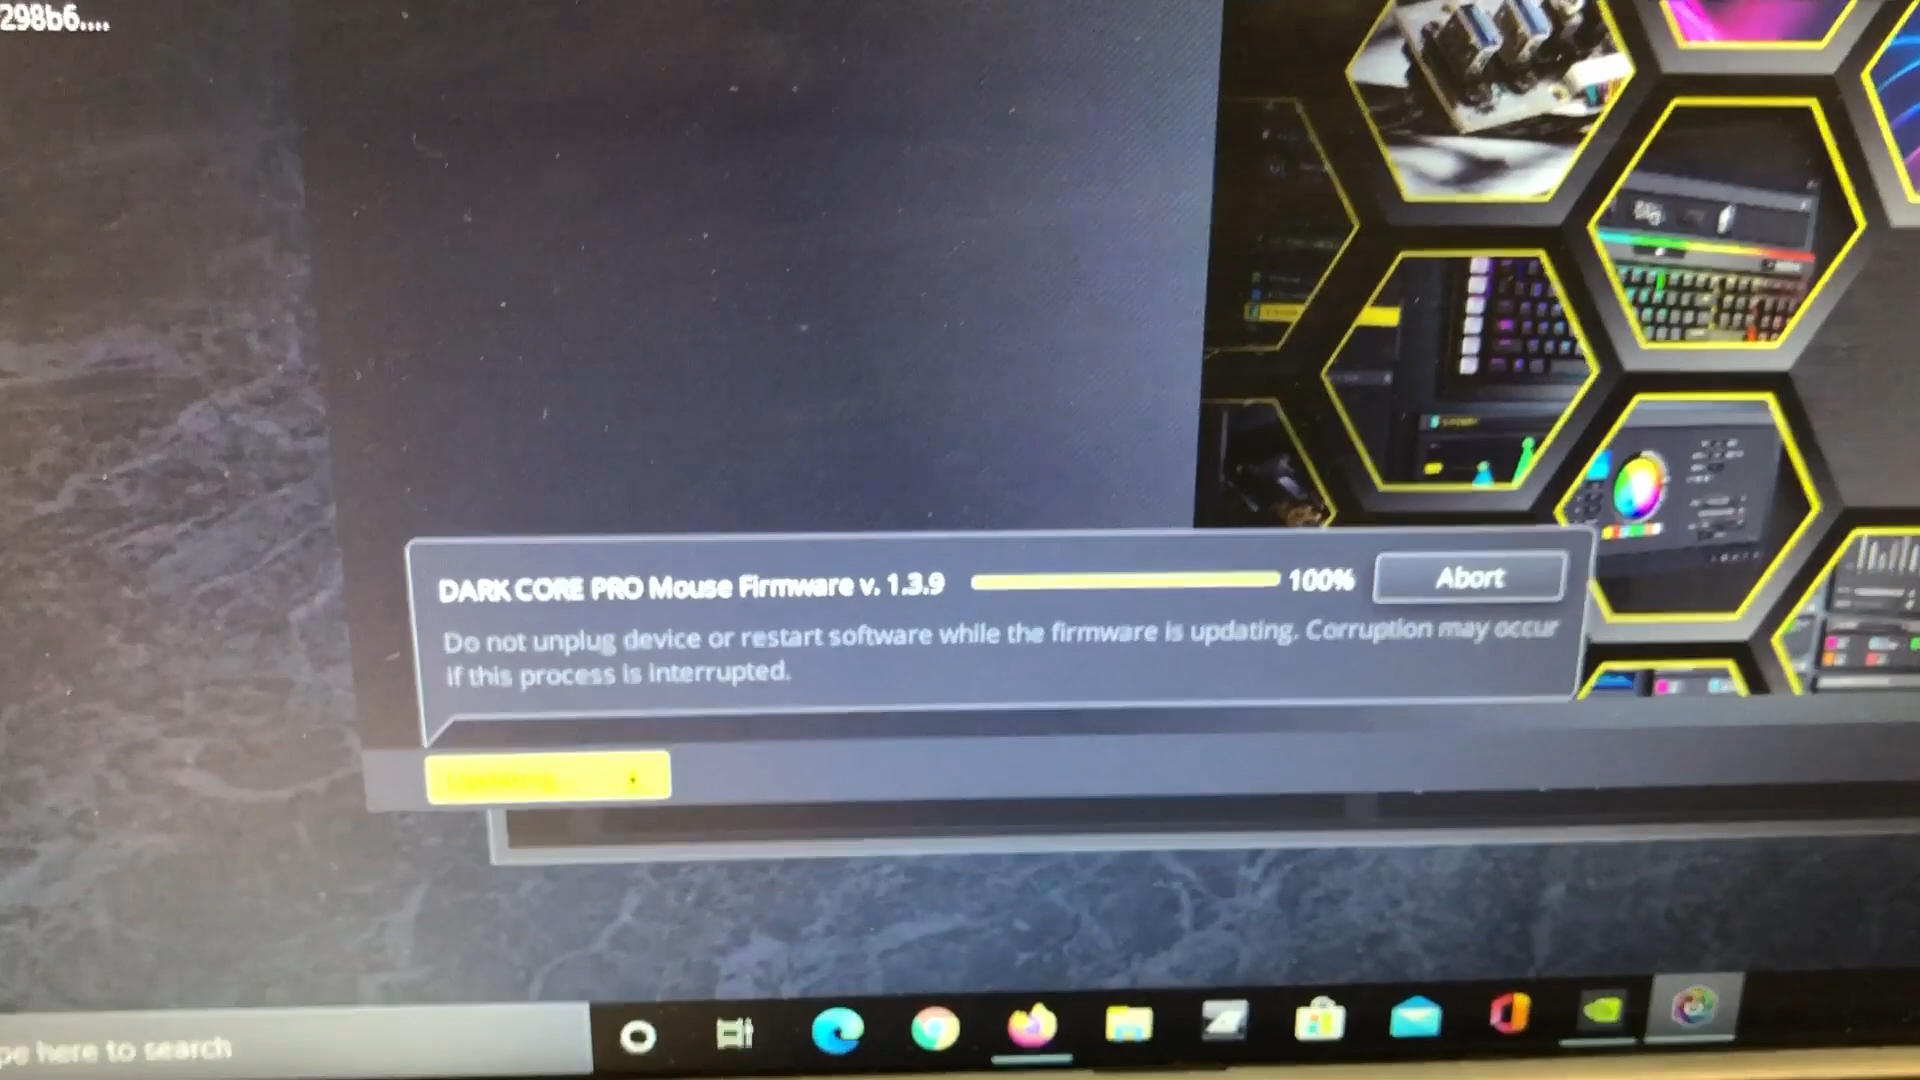 298b6....
DARK CORE PRO Mouse Firmware v. 1.3.9
100%
Abort
Do not unplug device or restart software while the firmware is updating. Corruption may occur
if this process is interrupted.
pe here to search